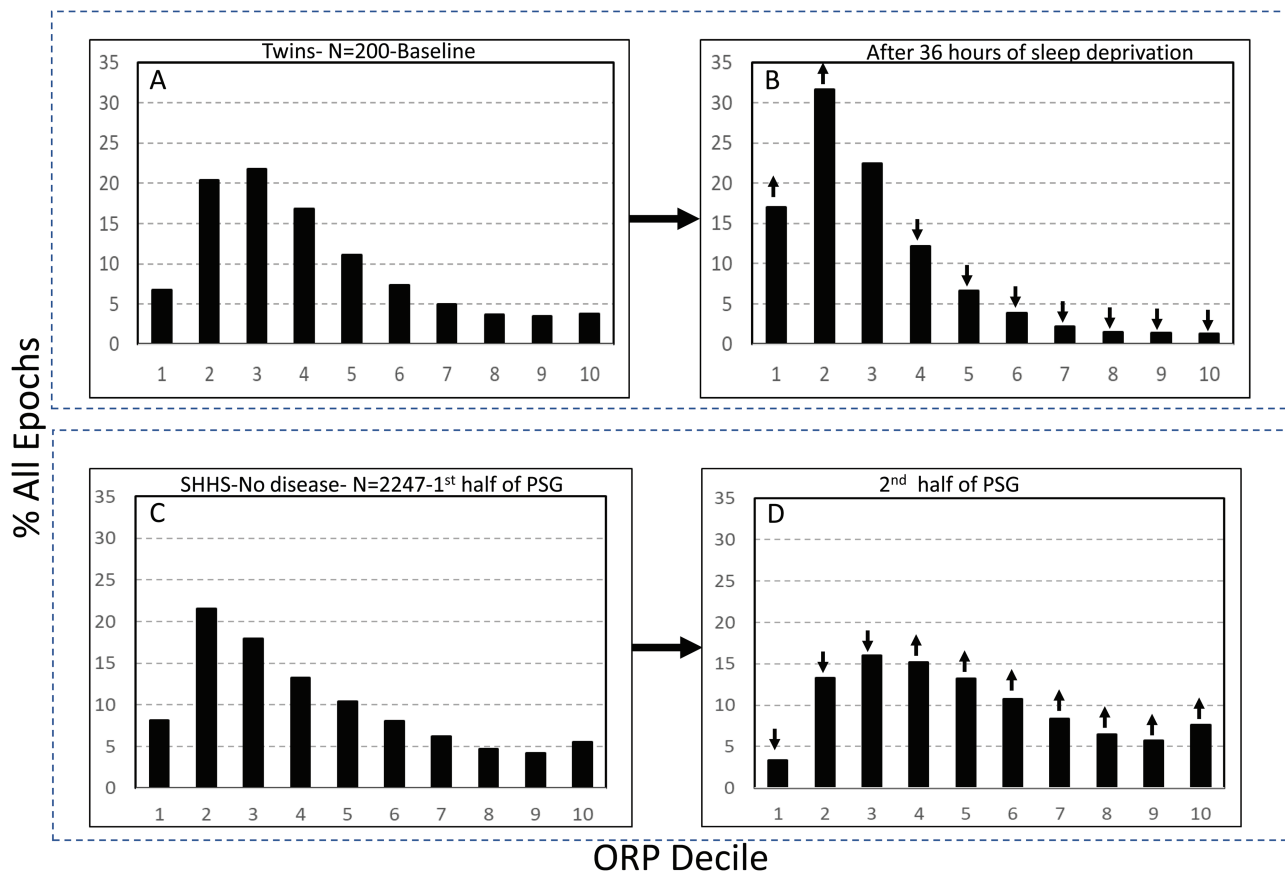 % All Epochs
Twins- N=200-Baseline
A
35
30
25
20
15
10
5
0
1 2 3 4 5 6 7 8 9 10
After 36 hours of sleep deprivation
B
35
30
25
20
15
10
5
0
1 2 3 4 5 6 7 8 9 10
SHHS-No disease- N=2247-1st half of PSG
C
35
30
25
20
15
10
5
0
1 2 3 4 5 6 7 8 9 10
2nd half of PSG
D
35
30
25
20
15
10
5
0
1 2 3 4 5 6 7 8 9 10
ORP Decile